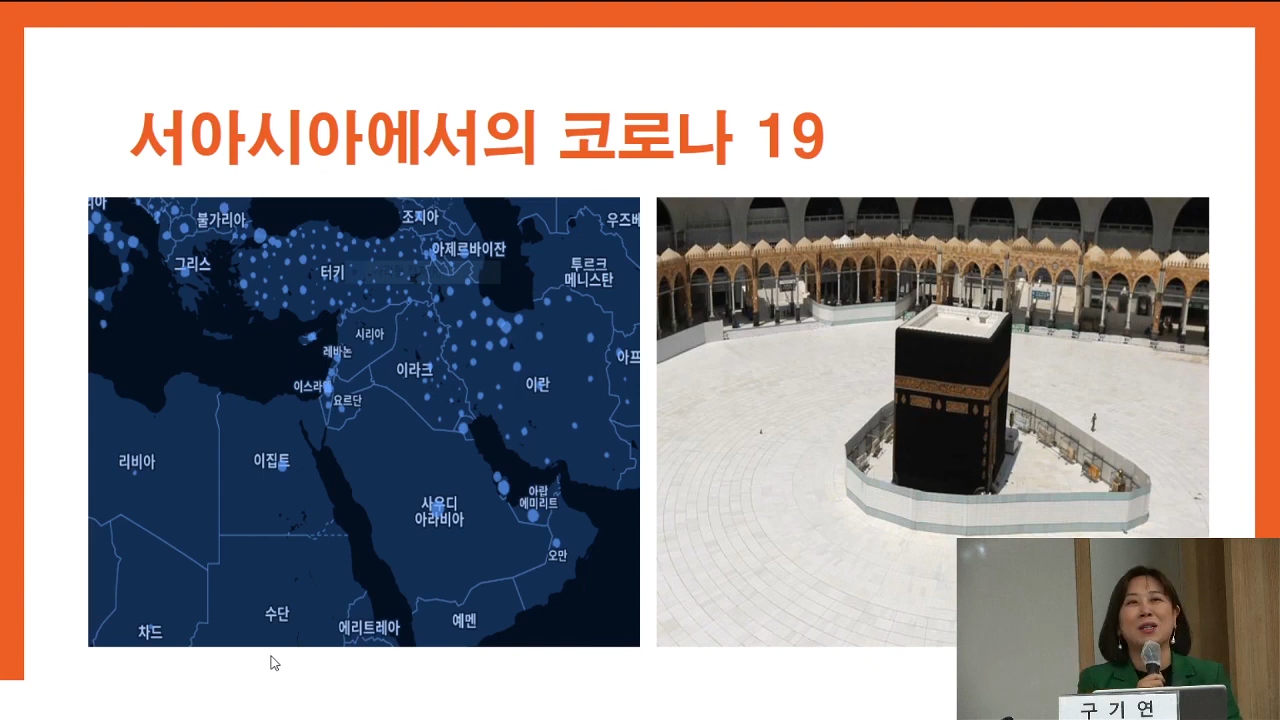 서아시아에서의 코로나 19
불가리아
조지아
우즈베
아제르바이잔
그리스
터키
투르크
메니스탄
시리아
레바논
아프
이라크
이란
이스라엘
요르단
리비아
이집트
사우디
아라비아
아랍
에미리트
오만
수단
에리트레아
예멘
차드
구기연